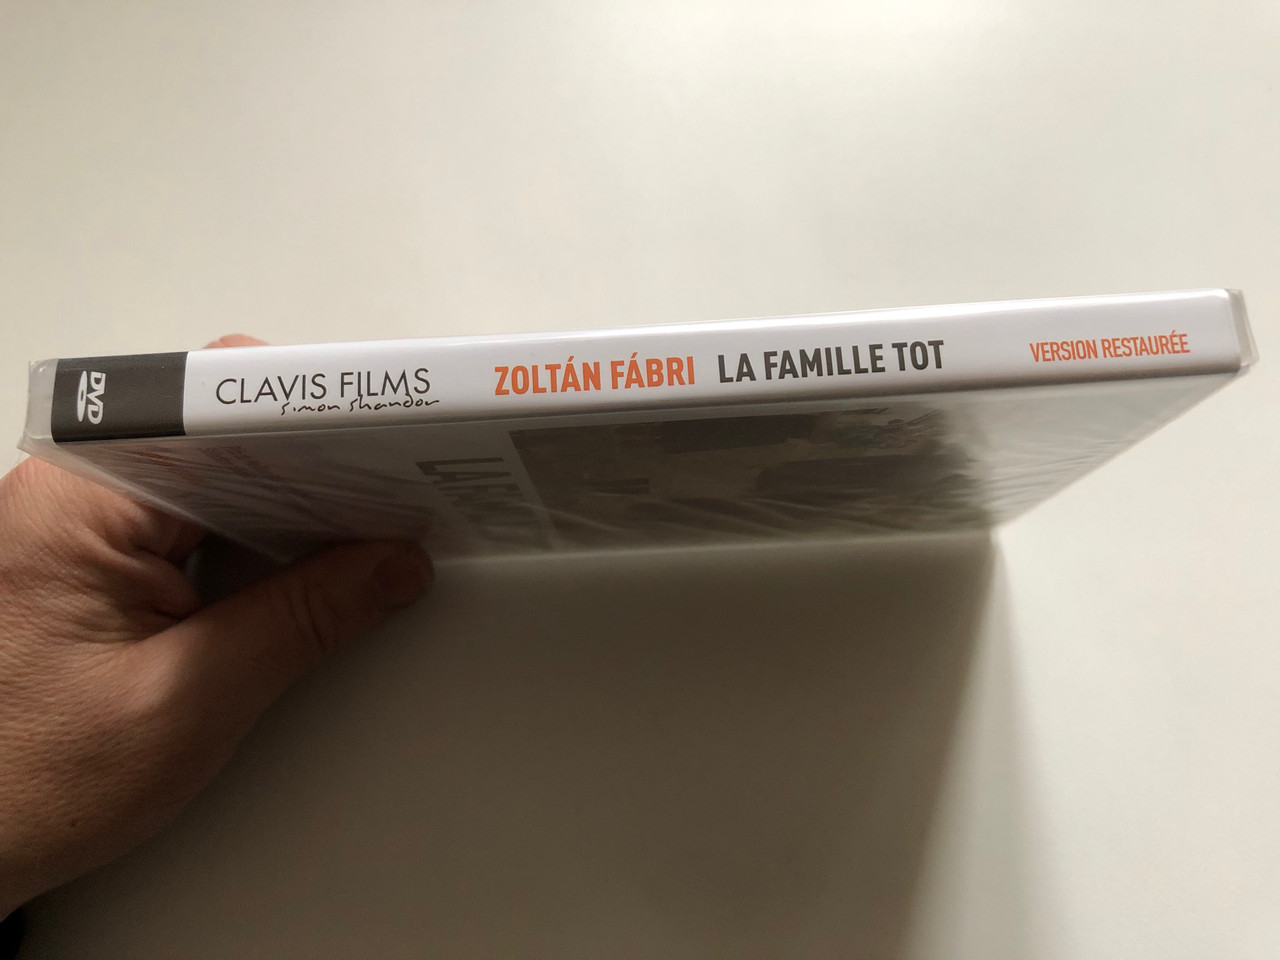 DVD
CLAVIS FILMS
simon shandor
ZOLTÁN FÁBRI LA FAMILLE TOT
VERSION RESTAURÉE